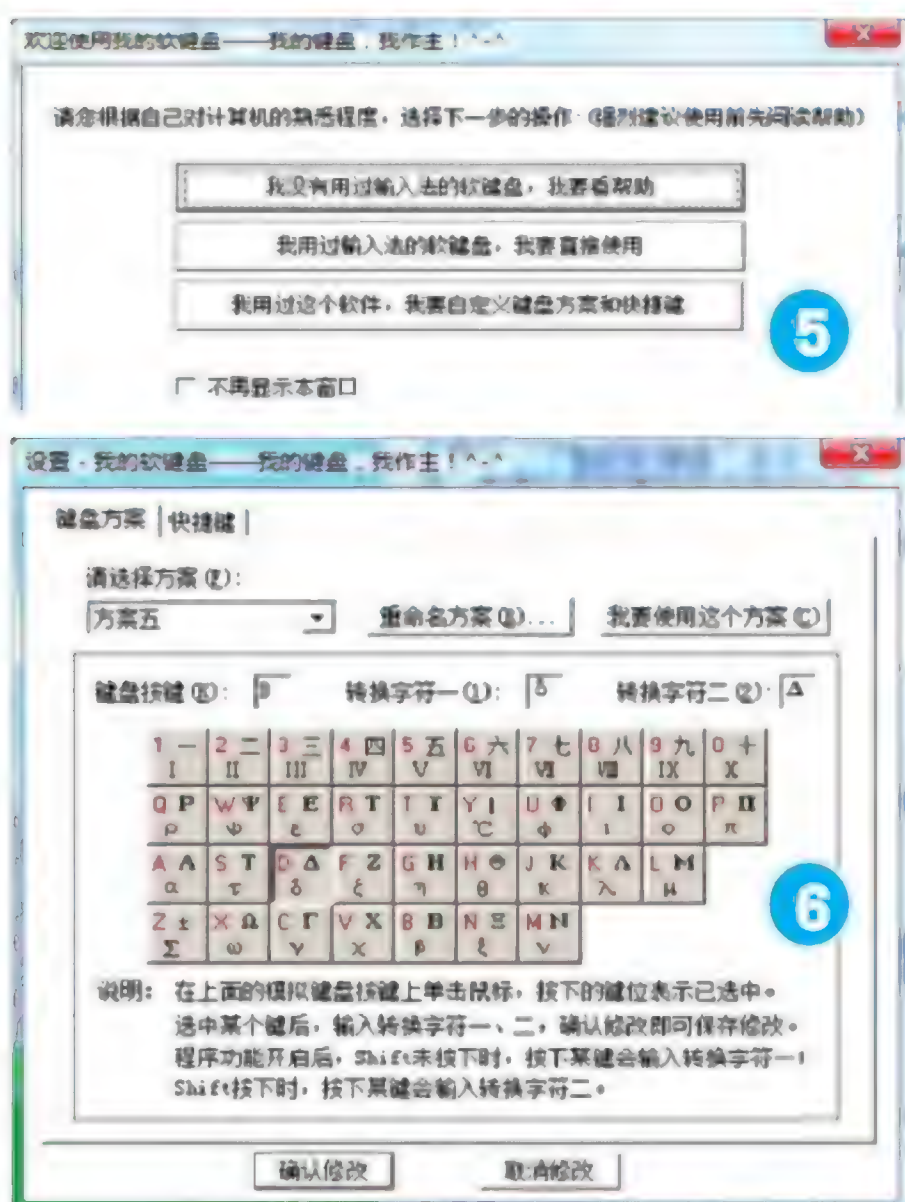 欢迎使用我的软键盘——我的键盘,我作主!^-^
请您根据自己对计算机的熟悉程度,选择下一步的操作(强烈建议使用前先阅读帮助)
我没有用过输入法的软键盘,我要看帮助
我用过输入法的软键盘,我要直接使用
我用过这个软件,我要自定义键盘方案和快捷键
5
不再显示本窗口
设置 - 我的软键盘——我的键盘,我作主!^-^
键盘方案 快捷键
请选择方案
方案五 重命名方案 ... 我要使用这个方案(C)
键盘按键(K): D 转换字符一(1): δ 转换字符二(2): Δ
1 一 2 二 3 三 4 四 5 五 6 六 7 七 8 八 9 九 0 十
I II III IV V VI VII VIII IX X
Q Ρ W Ψ E Ε R Τ T Υ Y U Φ I Ι O Ο P Π
ρ ψ ε σ υ ℃ φ ι ο π
A Α S Τ D Δ F Ζ G Η H Θ J Κ K Λ L Μ
α τ δ ζ η θ κ λ μ
Z ± X Ω C Γ V Χ B Β N Ξ M Ν
Σ ω γ χ β ξ ν
6
说明: 在上面的模拟键盘按键上单击鼠标,按下的键位表示已选中。
选中某个键后,输入转换字符一、二,确认修改即可保存修改。
程序功能开启后,Shift未按下时,按下某键会输入转换字符一;
Shift按下时,按下某键会输入转换字符二。
确认修改 取消修改